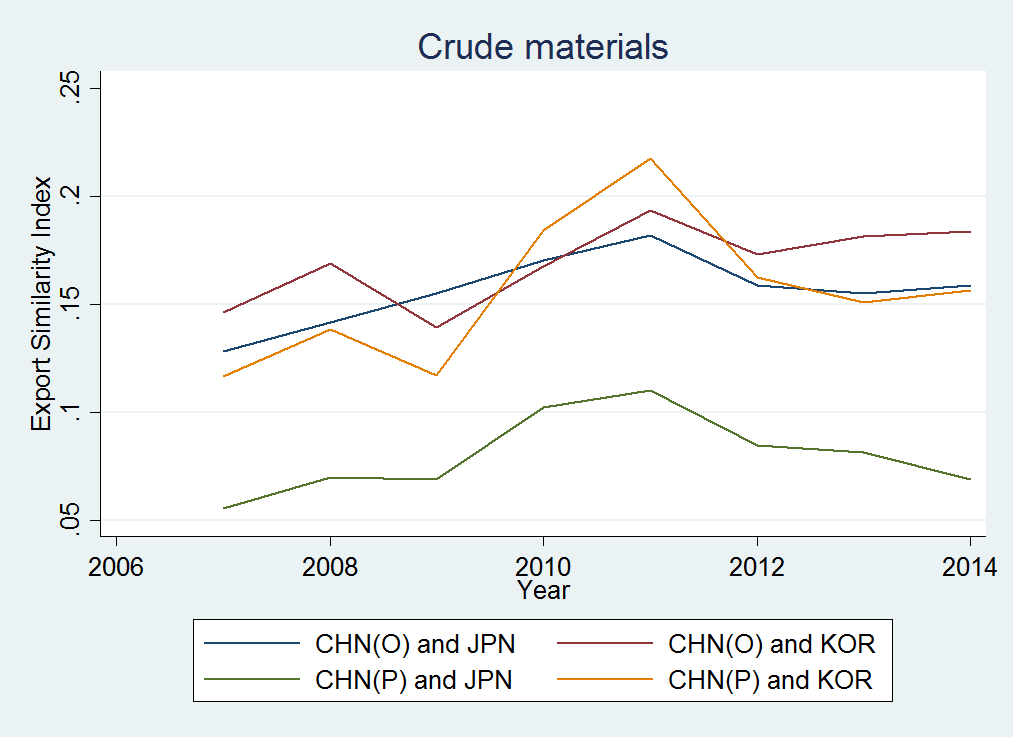 Crude materials
Export Similarity Index
.25
.2
.15
.1
.05
2006 2008 2010 2012 2014
Year
CHN(O) and JPN CHN(O) and KOR
CHN(P) and JPN CHN(P) and KOR